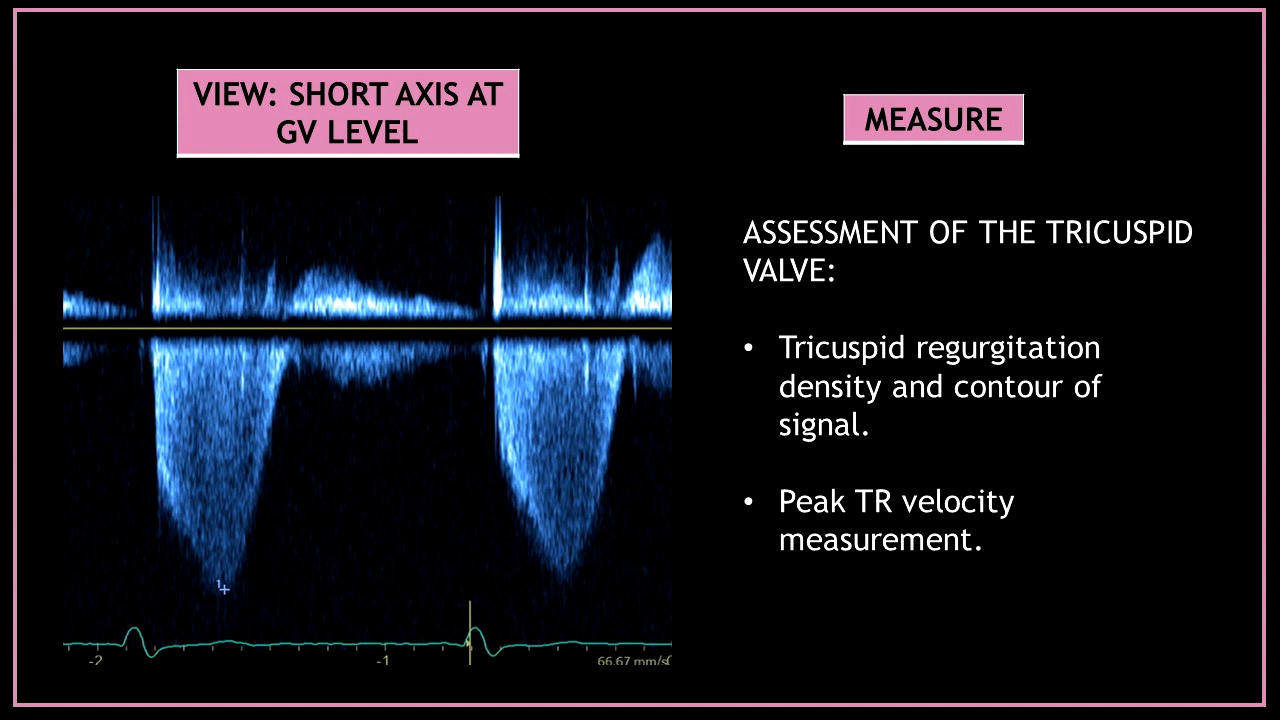 VIEW: SHORT AXIS AT
GV LEVEL
MEASURE
ASSESSMENT OF THE TRICUSPID
VALVE:
• Tricuspid regurgitation
density and contour of
signal.
• Peak TR velocity
measurement.
1
-2
-1
66.67 mm/s